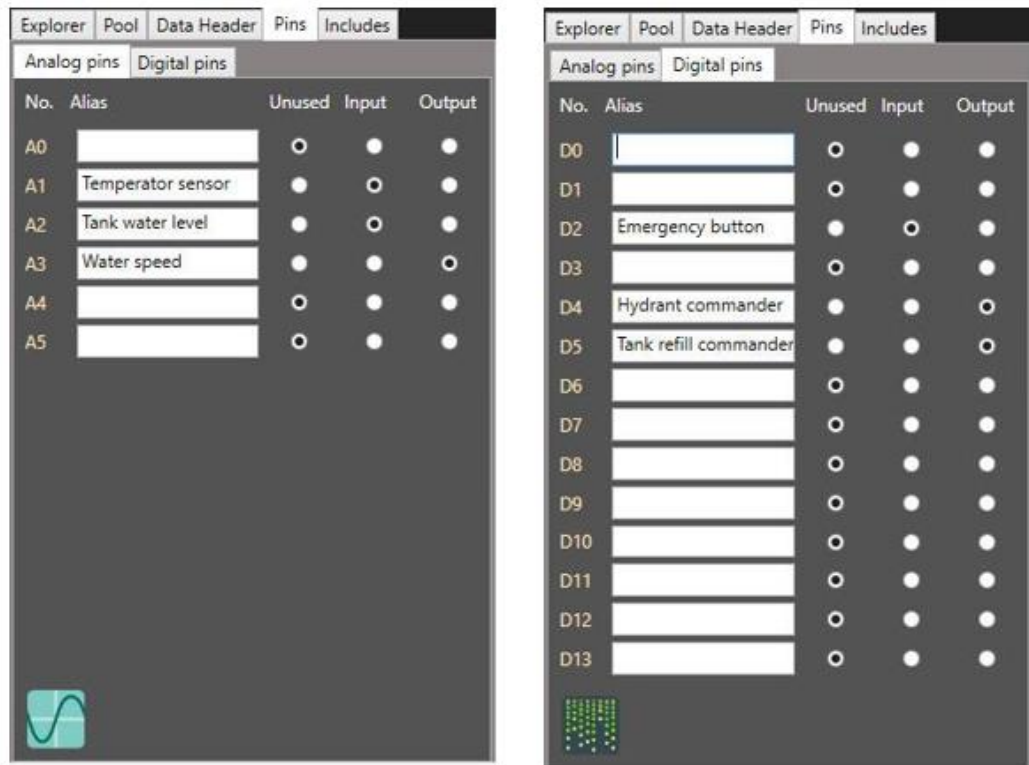 Explorer Pool Data Header Pins Includes
Analog pins Digital pins
No. Alias Unused Input Output
A0
A1 Temperator sensor
A2 Tank water level
A3 Water speed
A4
A5
Explorer Pool Data Header Pins Includes
Analog pins Digital pins
No. Alias Unused Input Output
D0
D1
D2 Emergency button
D3
D4 Hydrant commander
D5 Tank refill commander
D6
D7
D8
D9
D10
D11
D12
D13